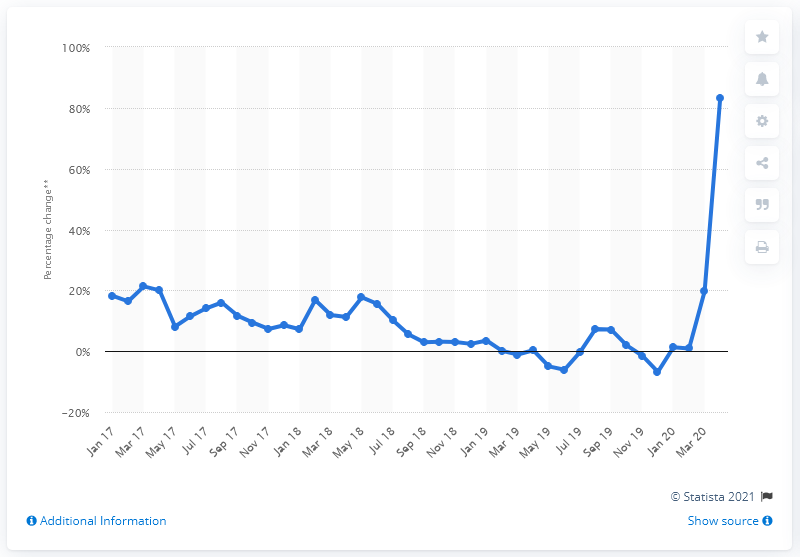 100%
80%
60%
40%
20%
0%
−20%
Percentage change**
Jan 17
Mar 17
May 17
Jul 17
Sep 17
Nov 17
Jan 18
Mar 18
May 18
Jul 18
Sep 18
Nov 18
Jan 19
Mar 19
May 19
Jul 19
Sep 19
Nov 19
Jan 20
Mar 20
© Statista 2021
Additional Information
Show source